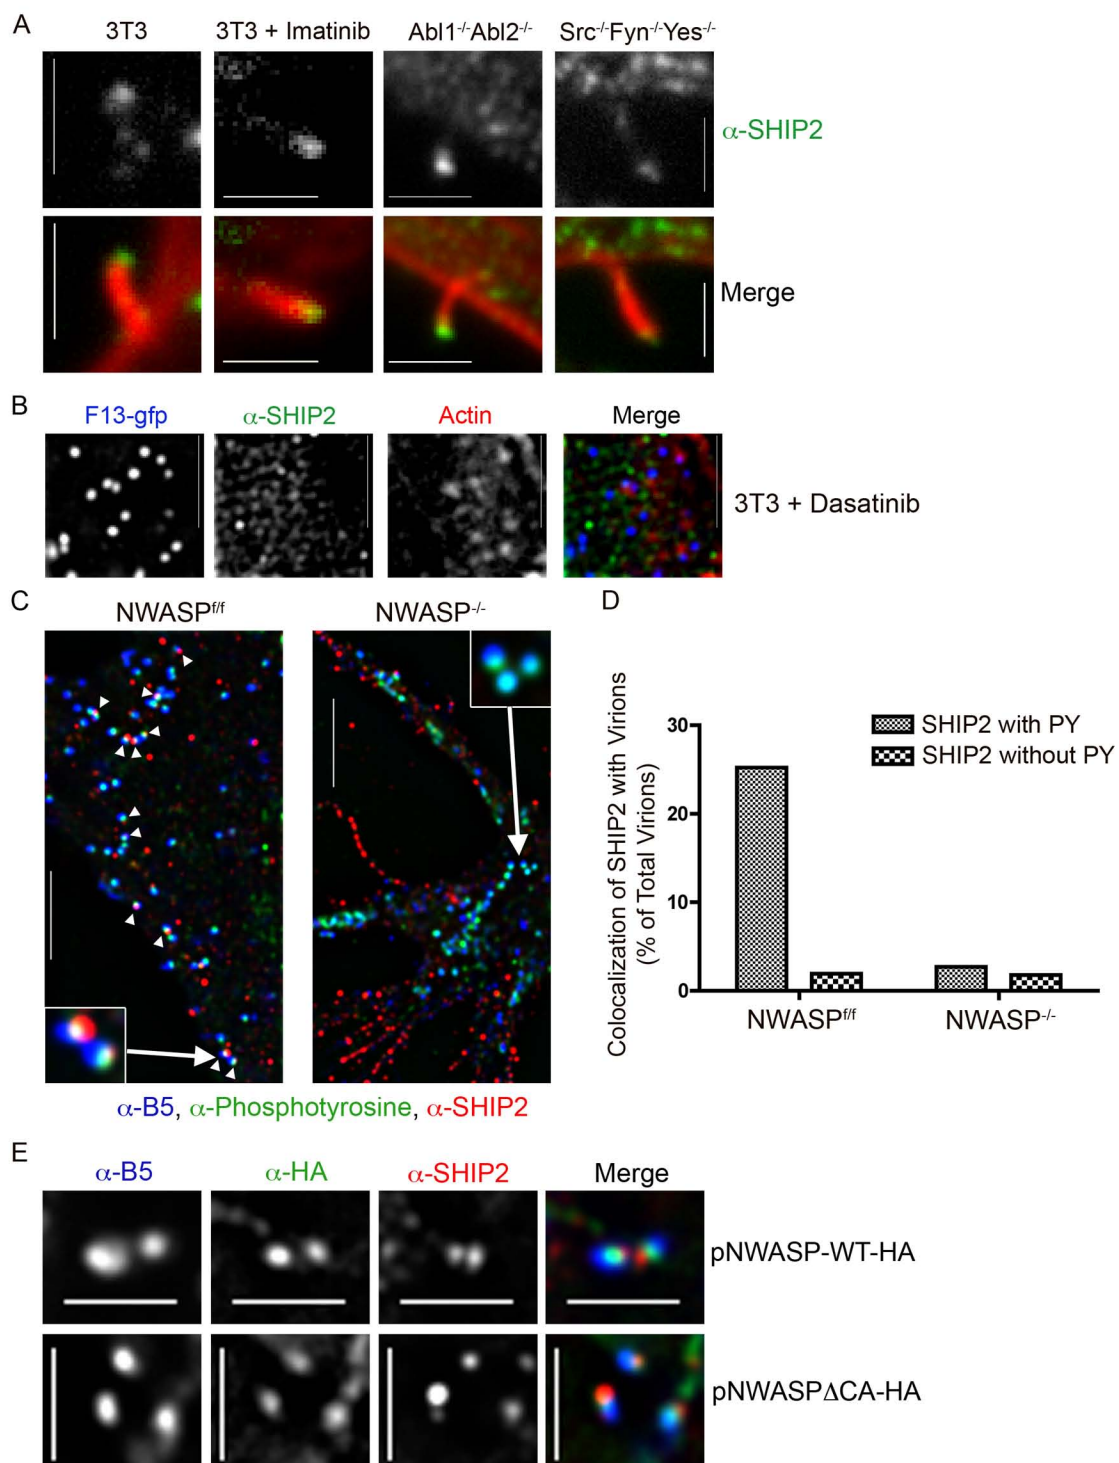 A
3T3
3T3 + Imatinib
Abl1-/-Abl2-/-
Src-/-Fyn-/-Yes-/-
α-SHIP2
Merge
B
F13-gfp
α-SHIP2
Actin
Merge
3T3 + Dasatinib
C
NWASPf/f
NWASP-/-
α-B5, α-Phosphotyrosine, α-SHIP2
D
Colocalization of SHIP2 with Virions
(% of Total Virions)
30
20
10
0
SHIP2 with PY
SHIP2 without PY
NWASPf/f
NWASP-/-
E
α-B5
α-HA
α-SHIP2
Merge
pNWASP-WT-HA
pNWASPΔCA-HA